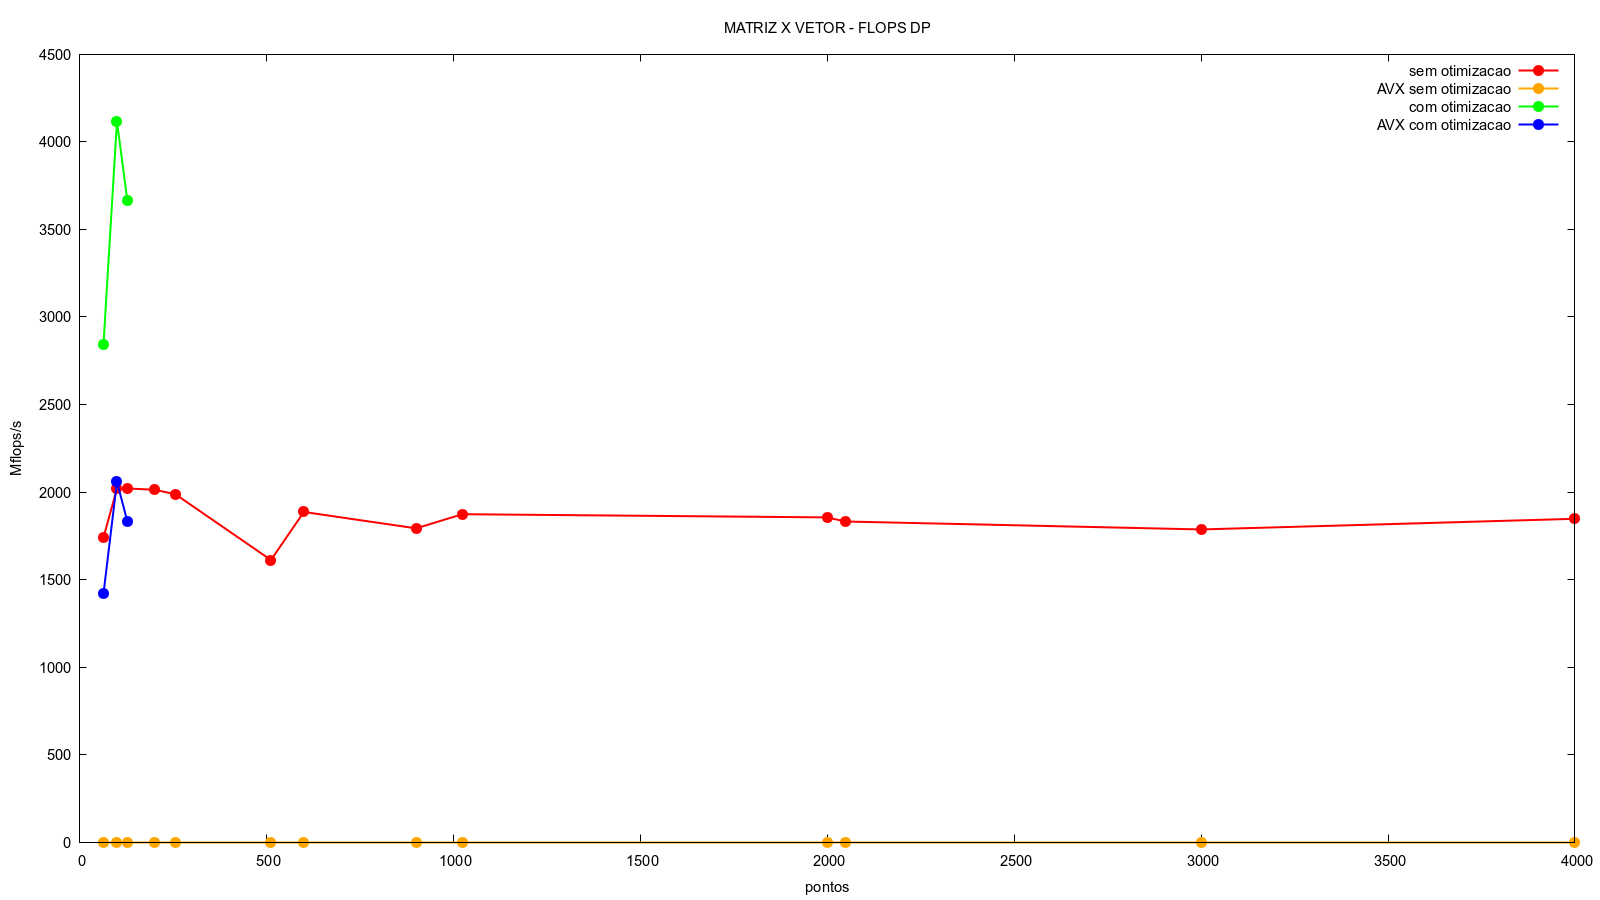 MATRIZ X VETOR - FLOPS DP
4500
4000
3500
3000
2500
2000
1500
1000
500
0
Mflops/s
sem otimizacao
AVX sem otimizacao
com otimizacao
AVX com otimizacao
0 500 1000 1500 2000 2500 3000 3500 4000
pontos